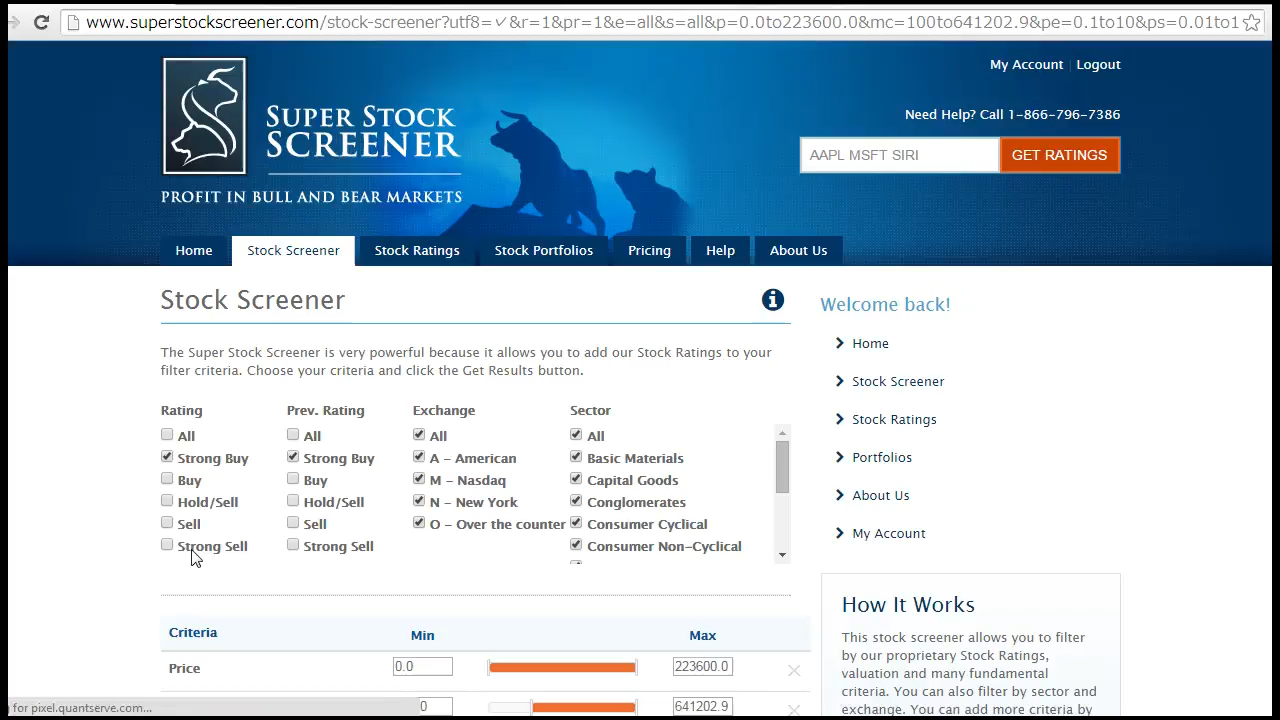 www.superstockscreener.com/stock-screener?utf8=✓&r=1&pr=1&e=all&s=all&p=0.0to223600.0&mc=100to641202.9&pe=0.1to10&ps=0.01to1
My Account | Logout
Need Help? Call 1-866-796-7386
SUPER STOCK
SCREENER
AAPL MSFT SIRI GET RATINGS
PROFIT IN BULL AND BEAR MARKETS
Home Stock Screener Stock Ratings Stock Portfolios Pricing Help About Us
Stock Screener
The Super Stock Screener is very powerful because it allows you to add our Stock Ratings to your
filter criteria. Choose your criteria and click the Get Results button.
Rating Prev. Rating Exchange Sector
All All All All
Strong Buy Strong Buy A - American Basic Materials
Buy Buy M - Nasdaq Capital Goods
Hold/Sell Hold/Sell N - New York Conglomerates
Sell Sell O - Over the counter Consumer Cyclical
Strong Sell Strong Sell Consumer Non-Cyclical
Criteria Min Max
Price 0.0 223600.0
641202.9
for pixel.quantserve.com...
Welcome back!
Home
Stock Screener
Stock Ratings
Portfolios
About Us
My Account
How It Works
This stock screener allows you to filter
by our proprietary Stock Ratings,
valuation and many fundamental
criteria. You can also filter by sector and
exchange. You can add more criteria by